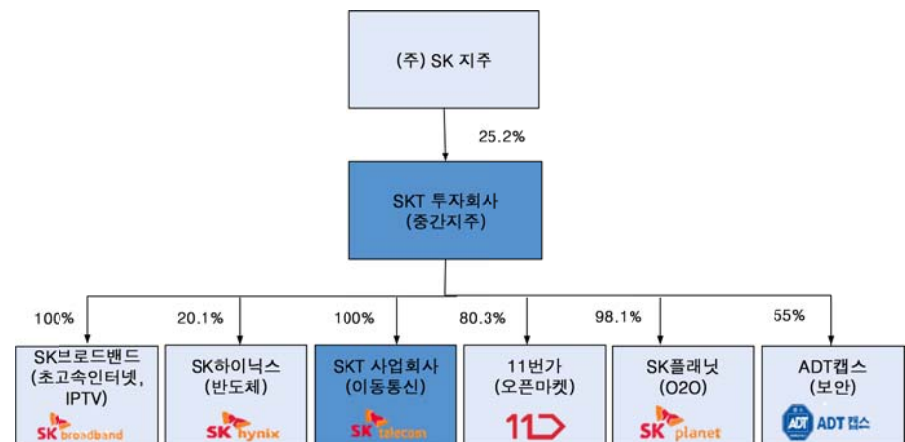 (주) SK 지주
25.2%
SKT 투자회사
(중간지주)
100%
20.1%
100%
80.3%
98.1%
55%
SK브로드밴드
(초고속인터넷,
IPTV)
SK broadband
SK하이닉스
(반도체)
SK hynix
SKT 사업회사
(이동통신)
SK telecom
11번가
(오픈마켓)
11
SK플래닛
(O2O)
SK planet
ADT캡스
(보안)
ADT
ADT 캡스